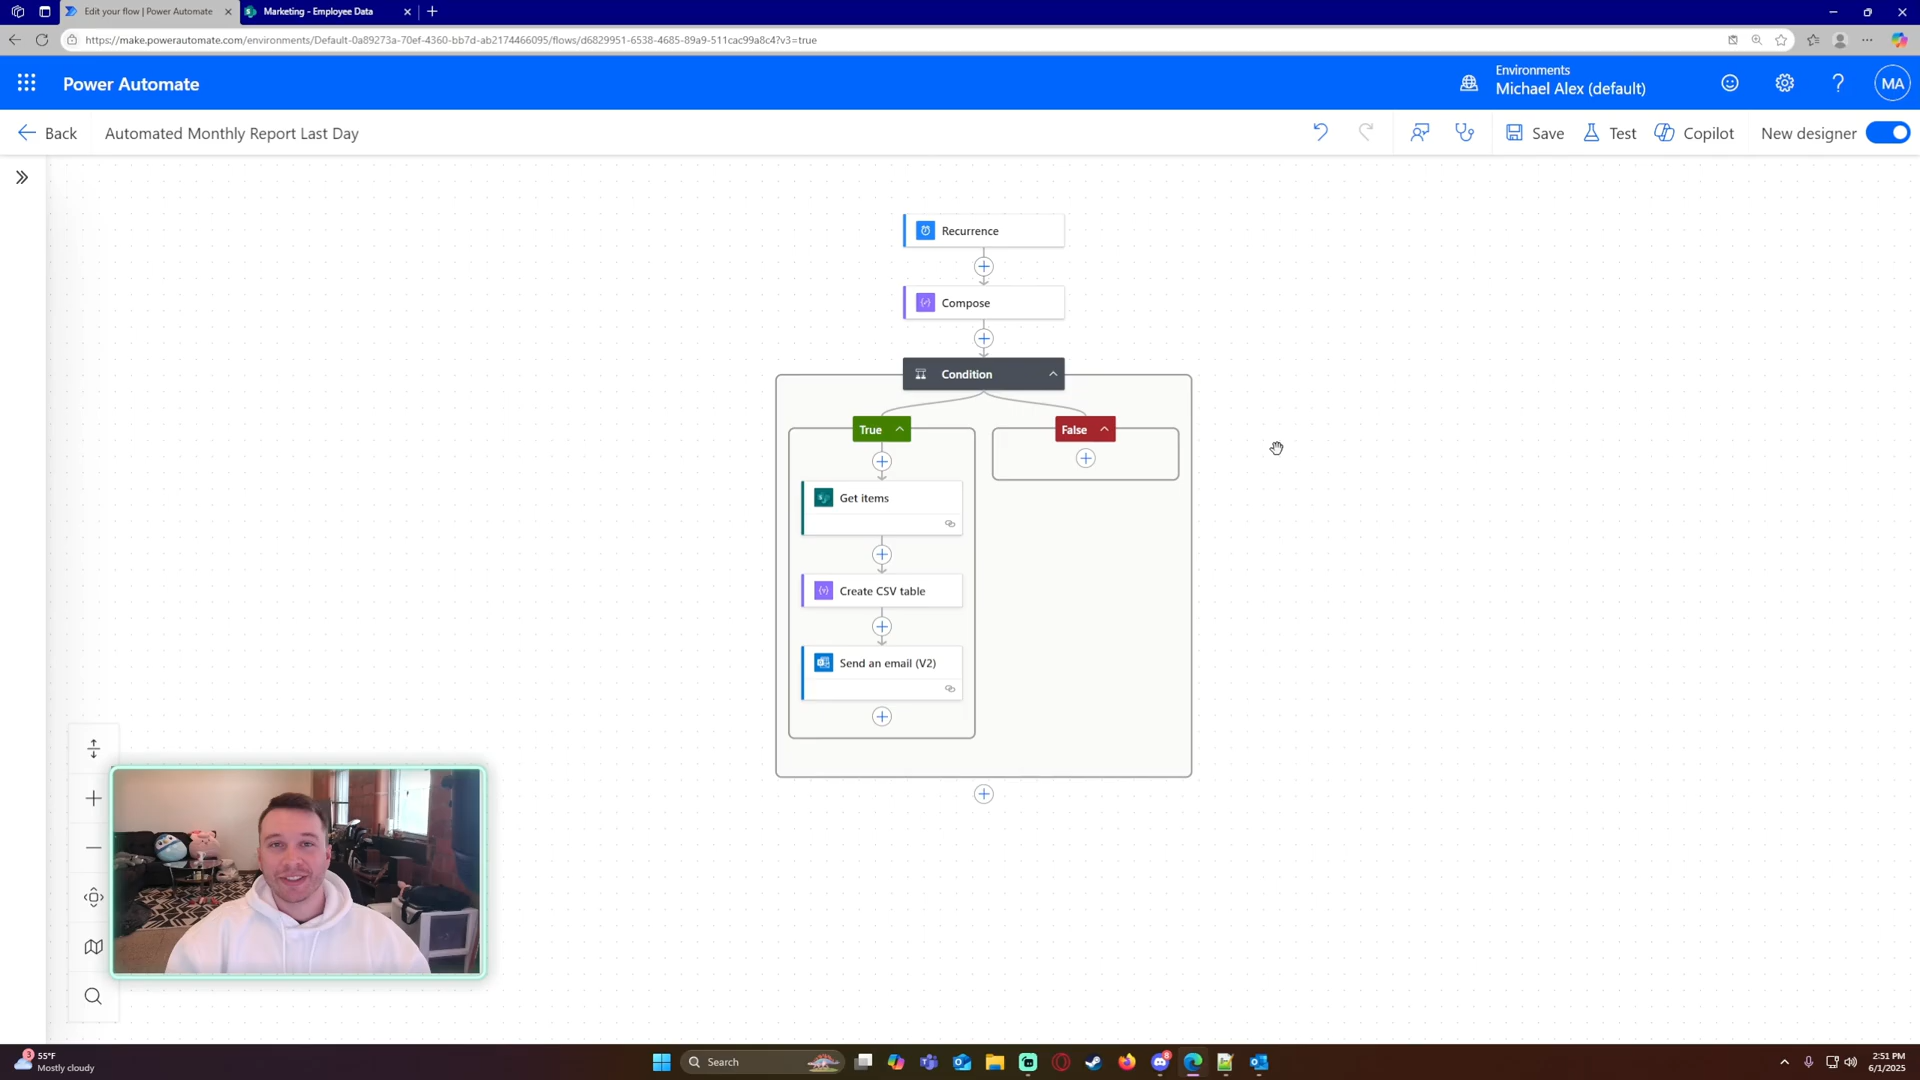 Edit your flow | Power Automate
Marketing - Employee Data
https://make.powerautomate.com/environments/Default-0a89273a-70ef-4360-bb7d-ab2174466095/flows/d6829951-6538-4685-89a9-511cac99a8c4?v3=true
Power Automate
Environments
Michael Alex (default)
MA
Back
Automated Monthly Report Last Day
Save
Test
Copilot
New designer
Recurrence
Compose
Condition
True
False
Get items
Create CSV table
Send an email (V2)
3
55°F
Mostly cloudy
Search
8
2:51 PM
6/1/2025